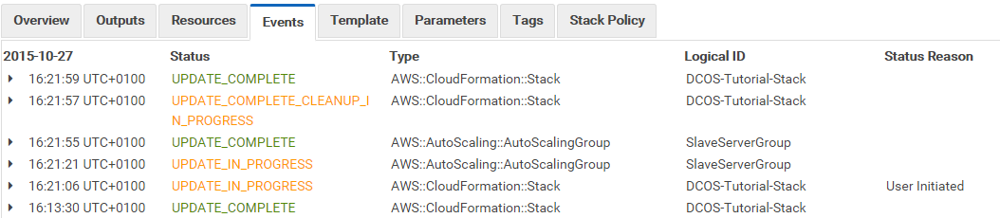 Overview Outputs Resources Events Template Parameters Tags Stack Policy
2015-10-27 Status Type Logical ID Status Reason
16:21:59 UTC+0100 UPDATE_COMPLETE AWS::CloudFormation::Stack DCOS-Tutorial-Stack
16:21:57 UTC+0100 UPDATE_COMPLETE_CLEANUP_I AWS::CloudFormation::Stack DCOS-Tutorial-Stack
N_PROGRESS
16:21:55 UTC+0100 UPDATE_COMPLETE AWS::AutoScaling::AutoScalingGroup SlaveServerGroup
16:21:21 UTC+0100 UPDATE_IN_PROGRESS AWS::AutoScaling::AutoScalingGroup SlaveServerGroup
16:21:06 UTC+0100 UPDATE_IN_PROGRESS AWS::CloudFormation::Stack DCOS-Tutorial-Stack User Initiated
16:13:30 UTC+0100 UPDATE_COMPLETE AWS::CloudFormation::Stack DCOS-Tutorial-Stack